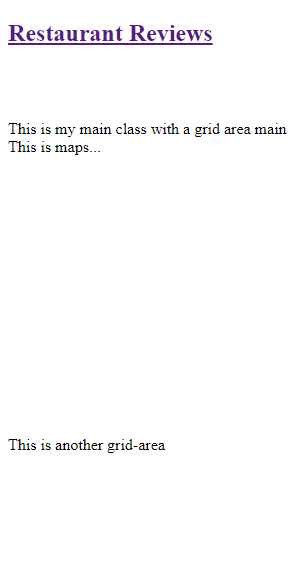 Restaurant Reviews
This is my main class with a grid area main
This is maps...
This is another grid-area